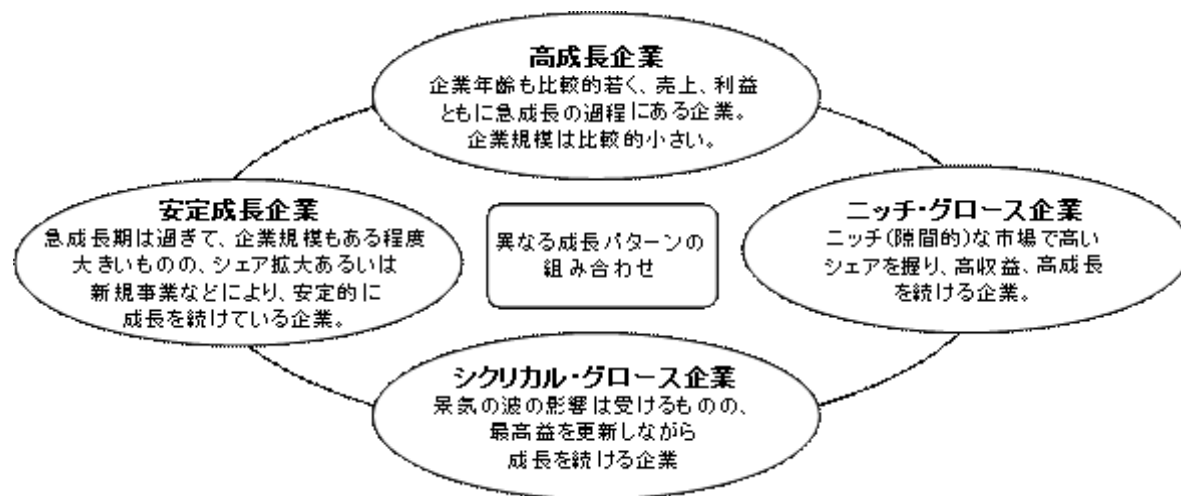 高成長企業
企業年齢も比較的若く、売上、利益
ともに急成長の過程にある企業。
企業規模は比較的小さい。
安定成長企業
急成長期は過ぎて、企業規模もある程度
大きいものの、シェア拡大あるいは
新規事業などにより、安定的に
成長を続けている企業。
異なる成長パターンの
組み合わせ
ニッチ・グロース企業
ニッチ(隙間的)な市場で高い
シェアを握り、高収益、高成長
を続ける企業。
シクリカル・グロース企業
景気の波の影響は受けるものの、
最高益を更新しながら
成長を続ける企業